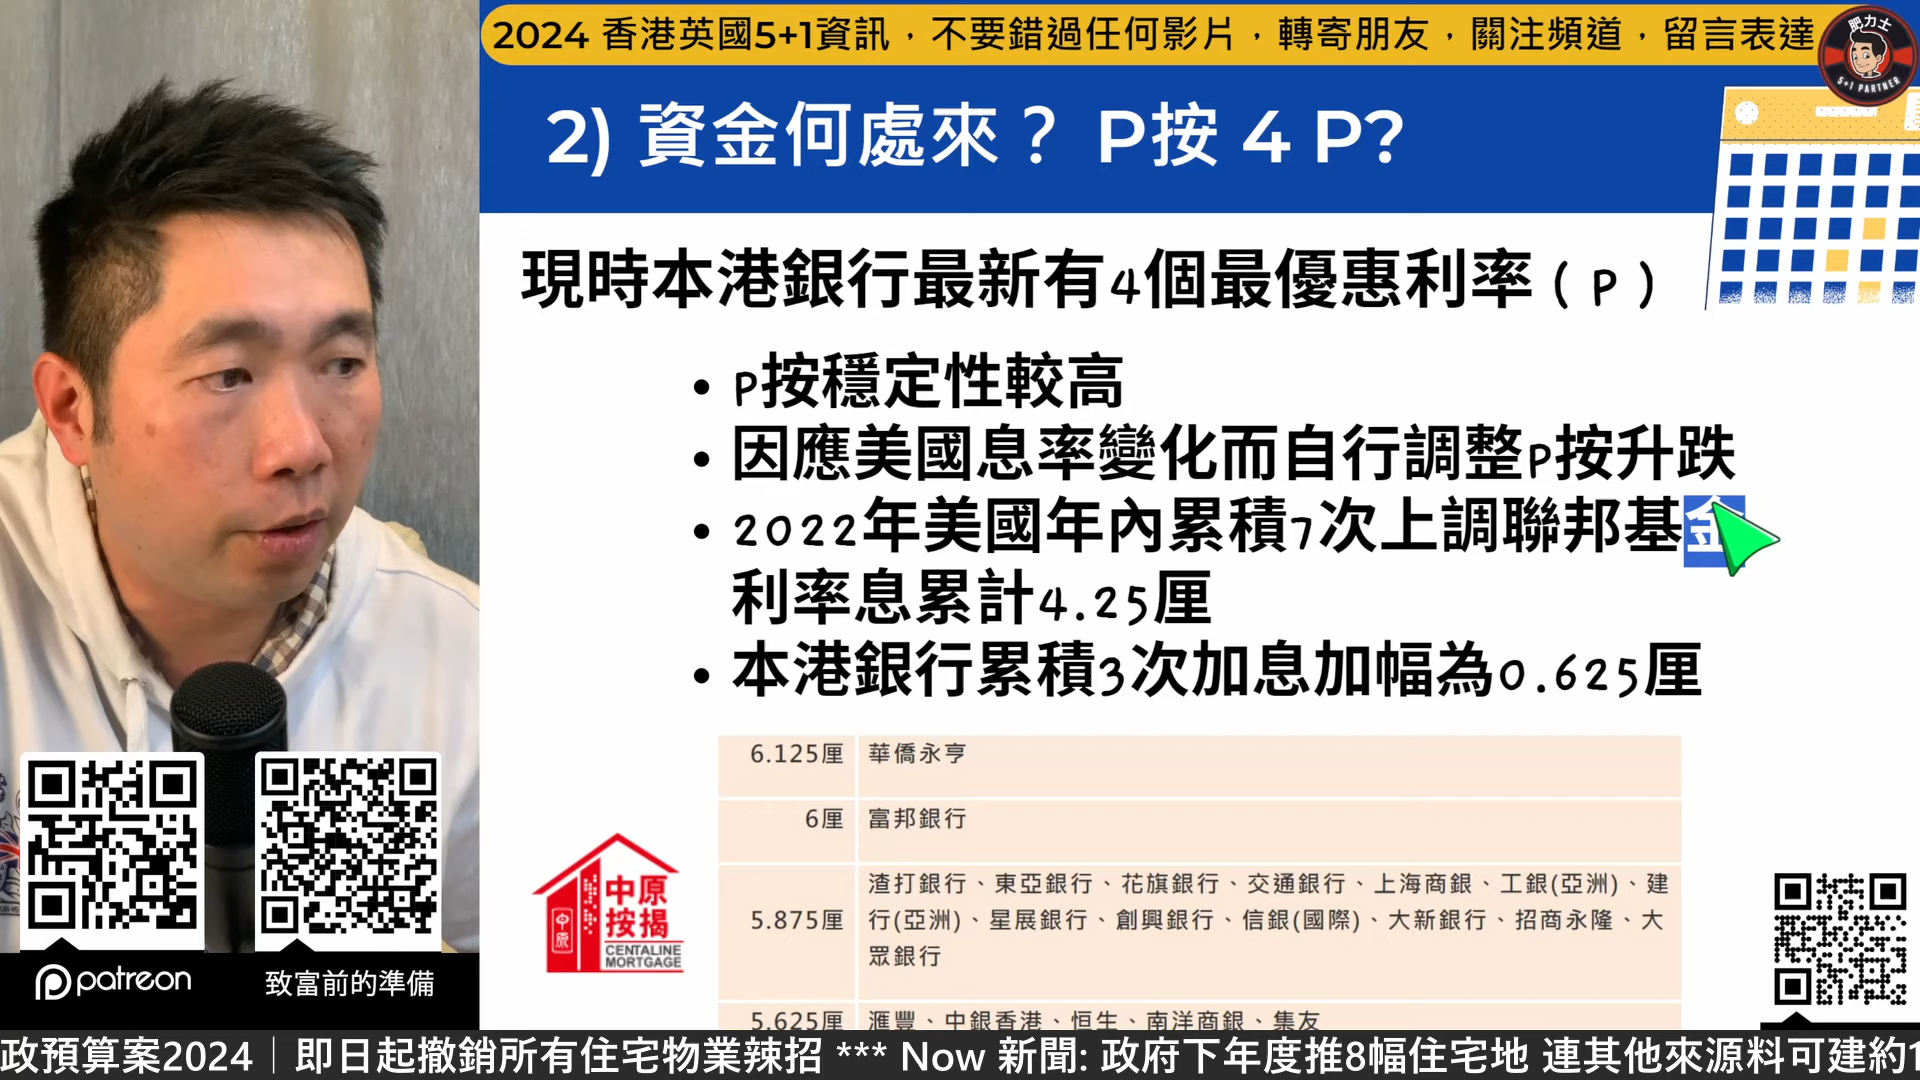 2024 香港英國5+1資訊，不要錯過任何影片，轉寄朋友，關注頻道，留言表達
肥力士
5+1 PARTNER
2) 資金何處來？ P按 4 P?
現時本港銀行最新有4個最優惠利率（P）
• P按穩定性較高
• 因應美國息率變化而自行調整P按升跌
• 2022年美國年內累積7次上調聯邦基金
利率息累計4.25厘
• 本港銀行累積3次加息加幅為0.625厘
6.125厘 華僑永亨
6厘 富邦銀行
5.875厘 渣打銀行、東亞銀行、花旗銀行、交通銀行、上海商銀、工銀(亞洲)、建
行(亞洲)、星展銀行、創興銀行、信銀(國際)、大新銀行、招商永隆、大
眾銀行
5.625厘 滙豐、中銀香港、恒生、南洋商銀、集友
中原
按揭
CENTALINE
MORTGAGE
patreon
致富前的準備
政預算案2024｜即日起撤銷所有住宅物業辣招 *** Now 新聞: 政府下年度推8幅住宅地 連其他來源料可建約1